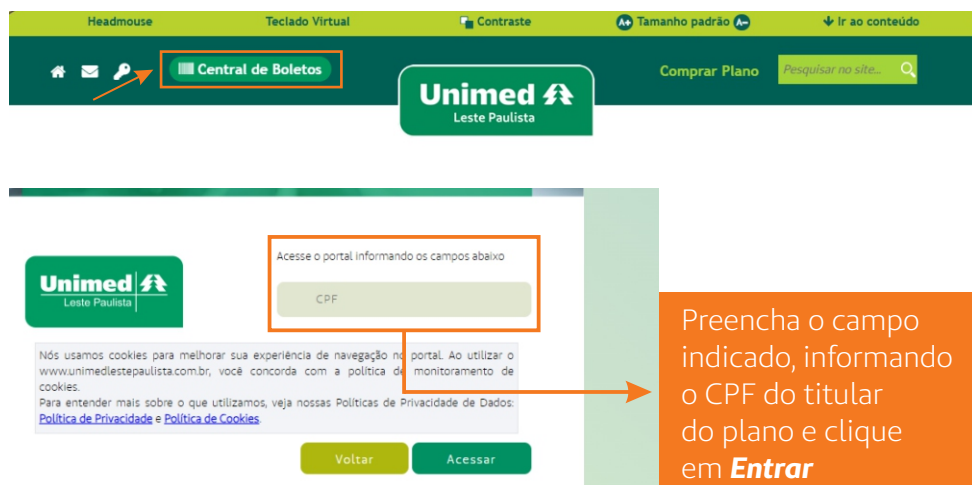 Headmouse Teclado Virtual Contraste A+ Tamanho padrão A- Ir ao conteúdo
Central de Boletos
Comprar Plano
Pesquisar no site...
Unimed
Leste Paulista
Acesse o portal informando os campos abaixo
CPF
Unimed
Leste Paulista
Nós usamos cookies para melhorar sua experiência de navegação no portal. Ao utilizar o
www.unimedlestepaulista.com.br, você concorda com a política de monitoramento de
cookies.
Para entender mais sobre o que utilizamos, veja nossas Políticas de Privacidade de Dados:
Política de Privacidade e Política de Cookies.
Voltar Acessar
Preencha o campo
indicado, informando
o CPF do titular
do plano e clique
em Entrar